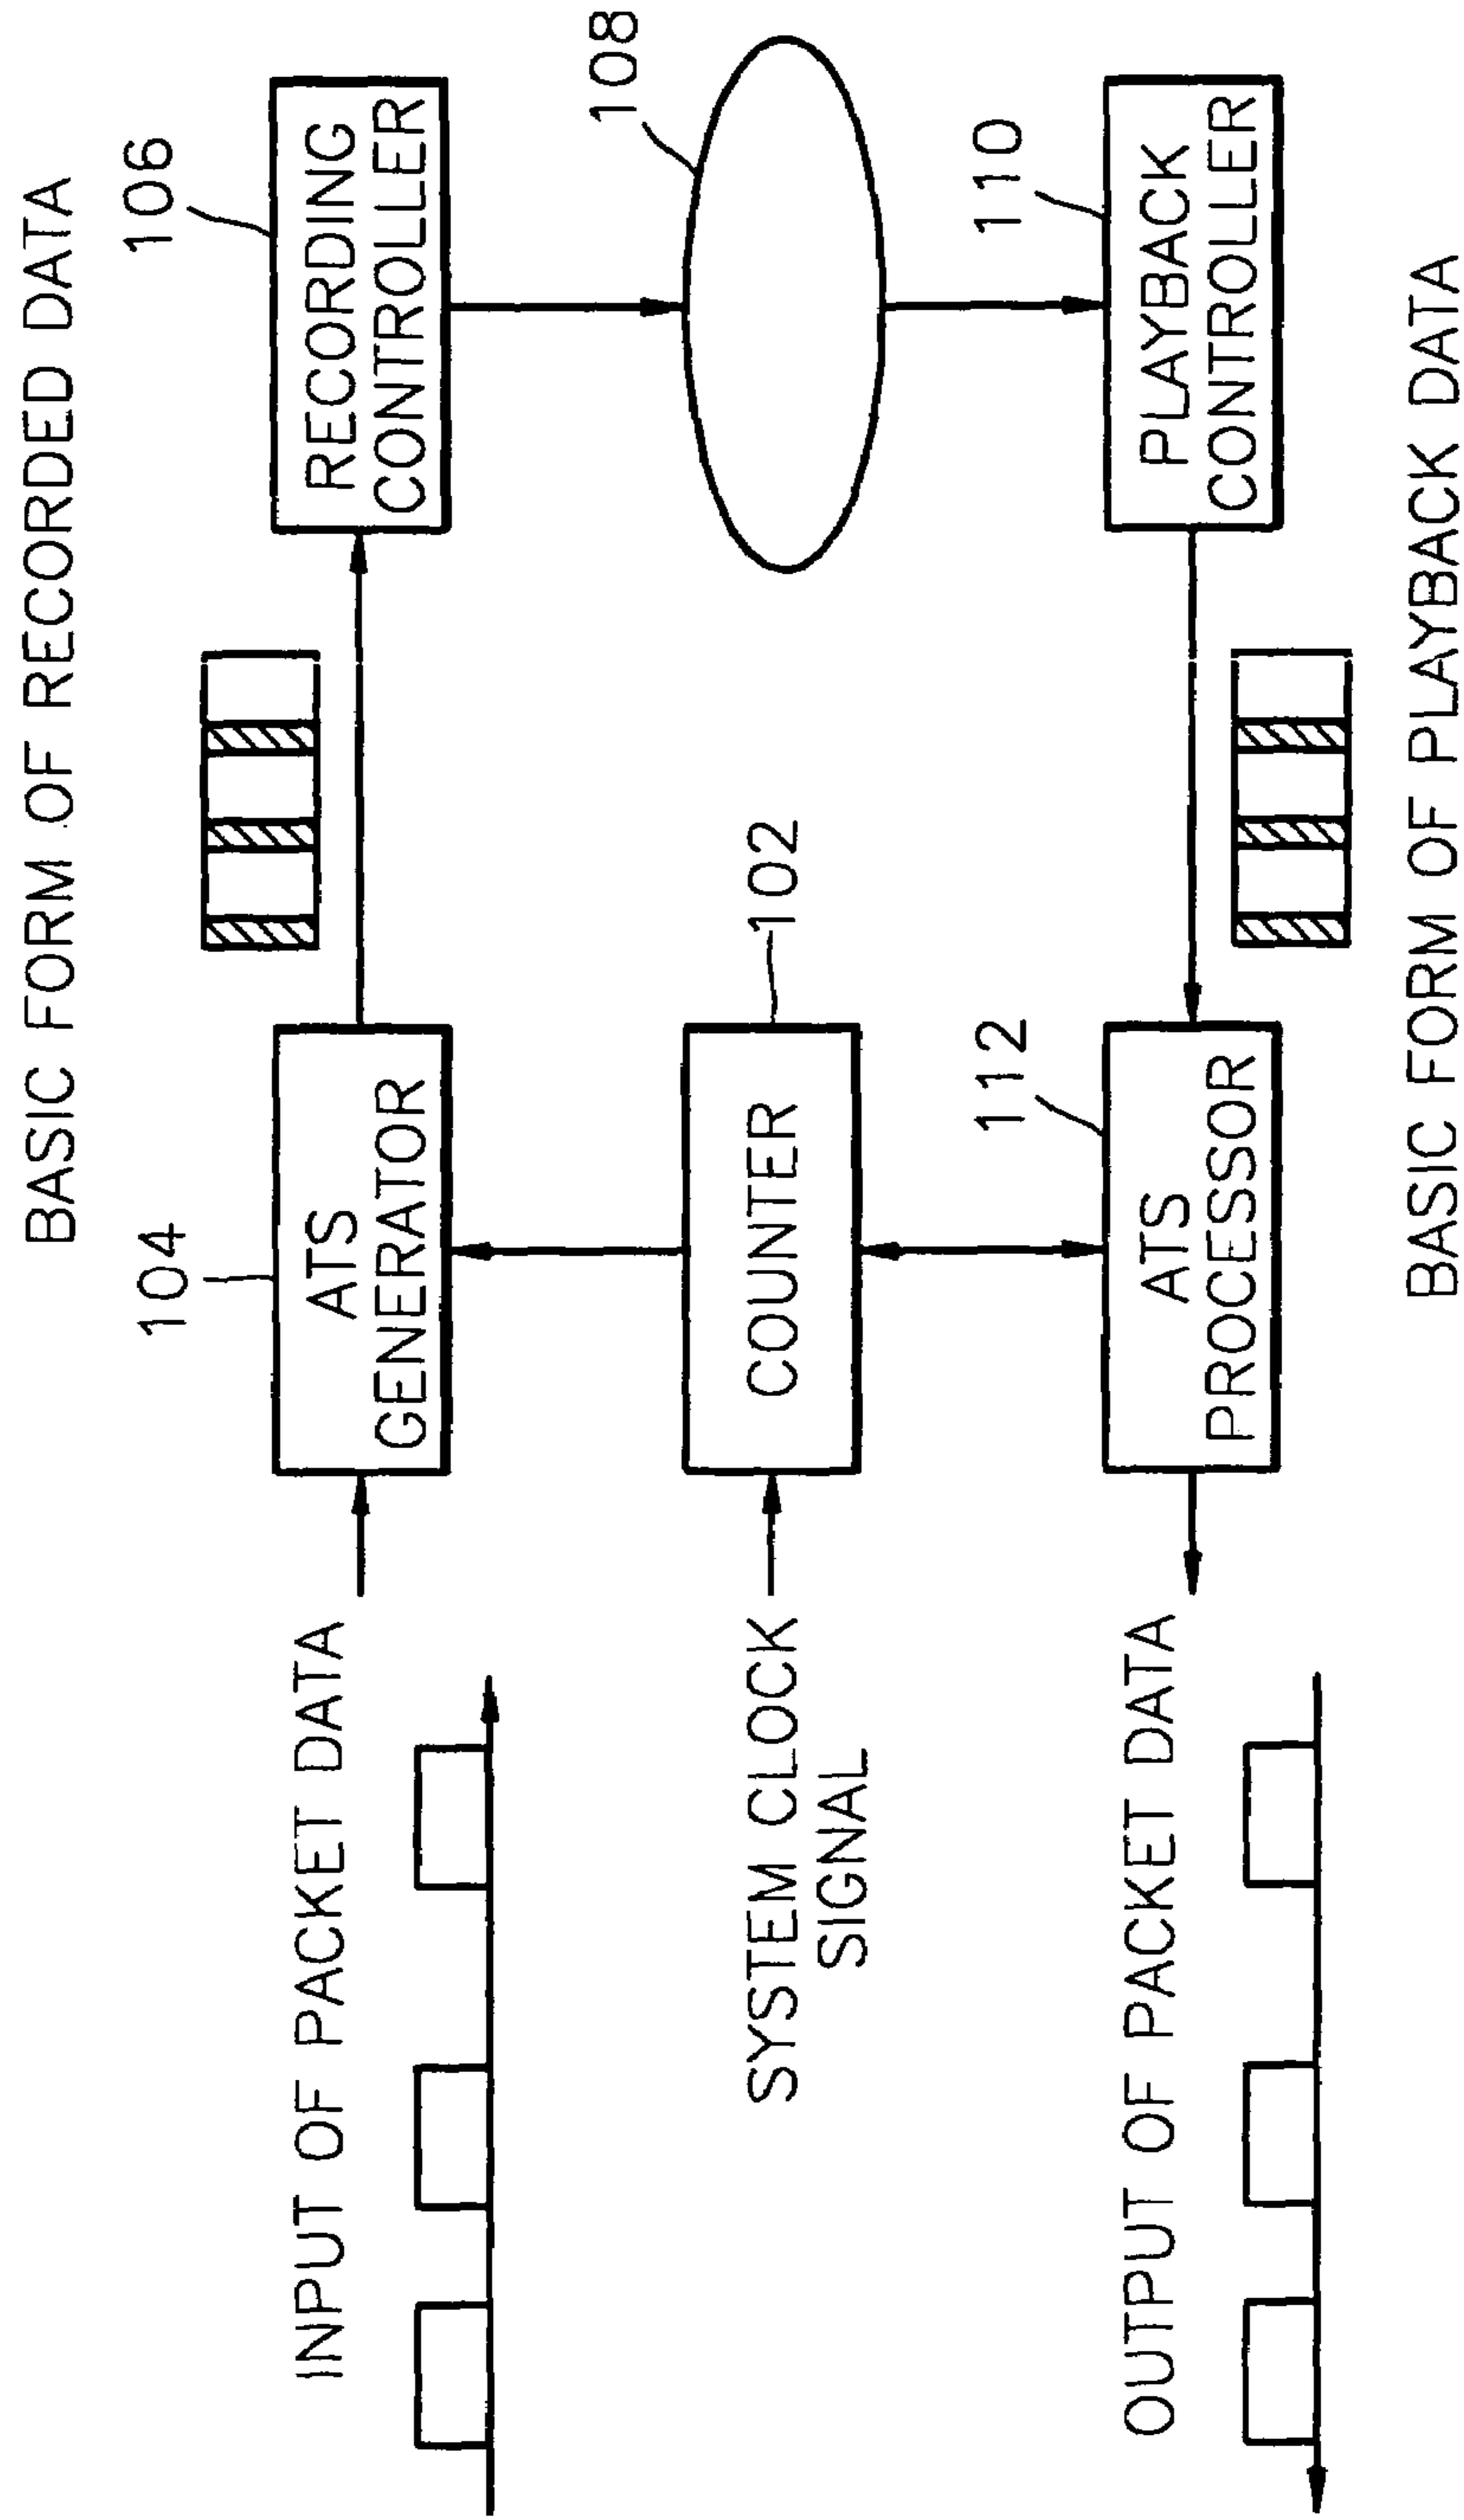 BASIC FORM OF RECORDED DATA
104
106
INPUT OF PACKET DATA
ATS
GENERATOR
RECORDING
CONTROLLER
108
102
SYSTEM CLOCK
SIGNAL
COUNTER
112
110
OUTPUT OF PACKET DATA
ATS
PROCESSOR
PLAYBACK
CONTROLLER
BASIC FORM OF PLAYBACK DATA